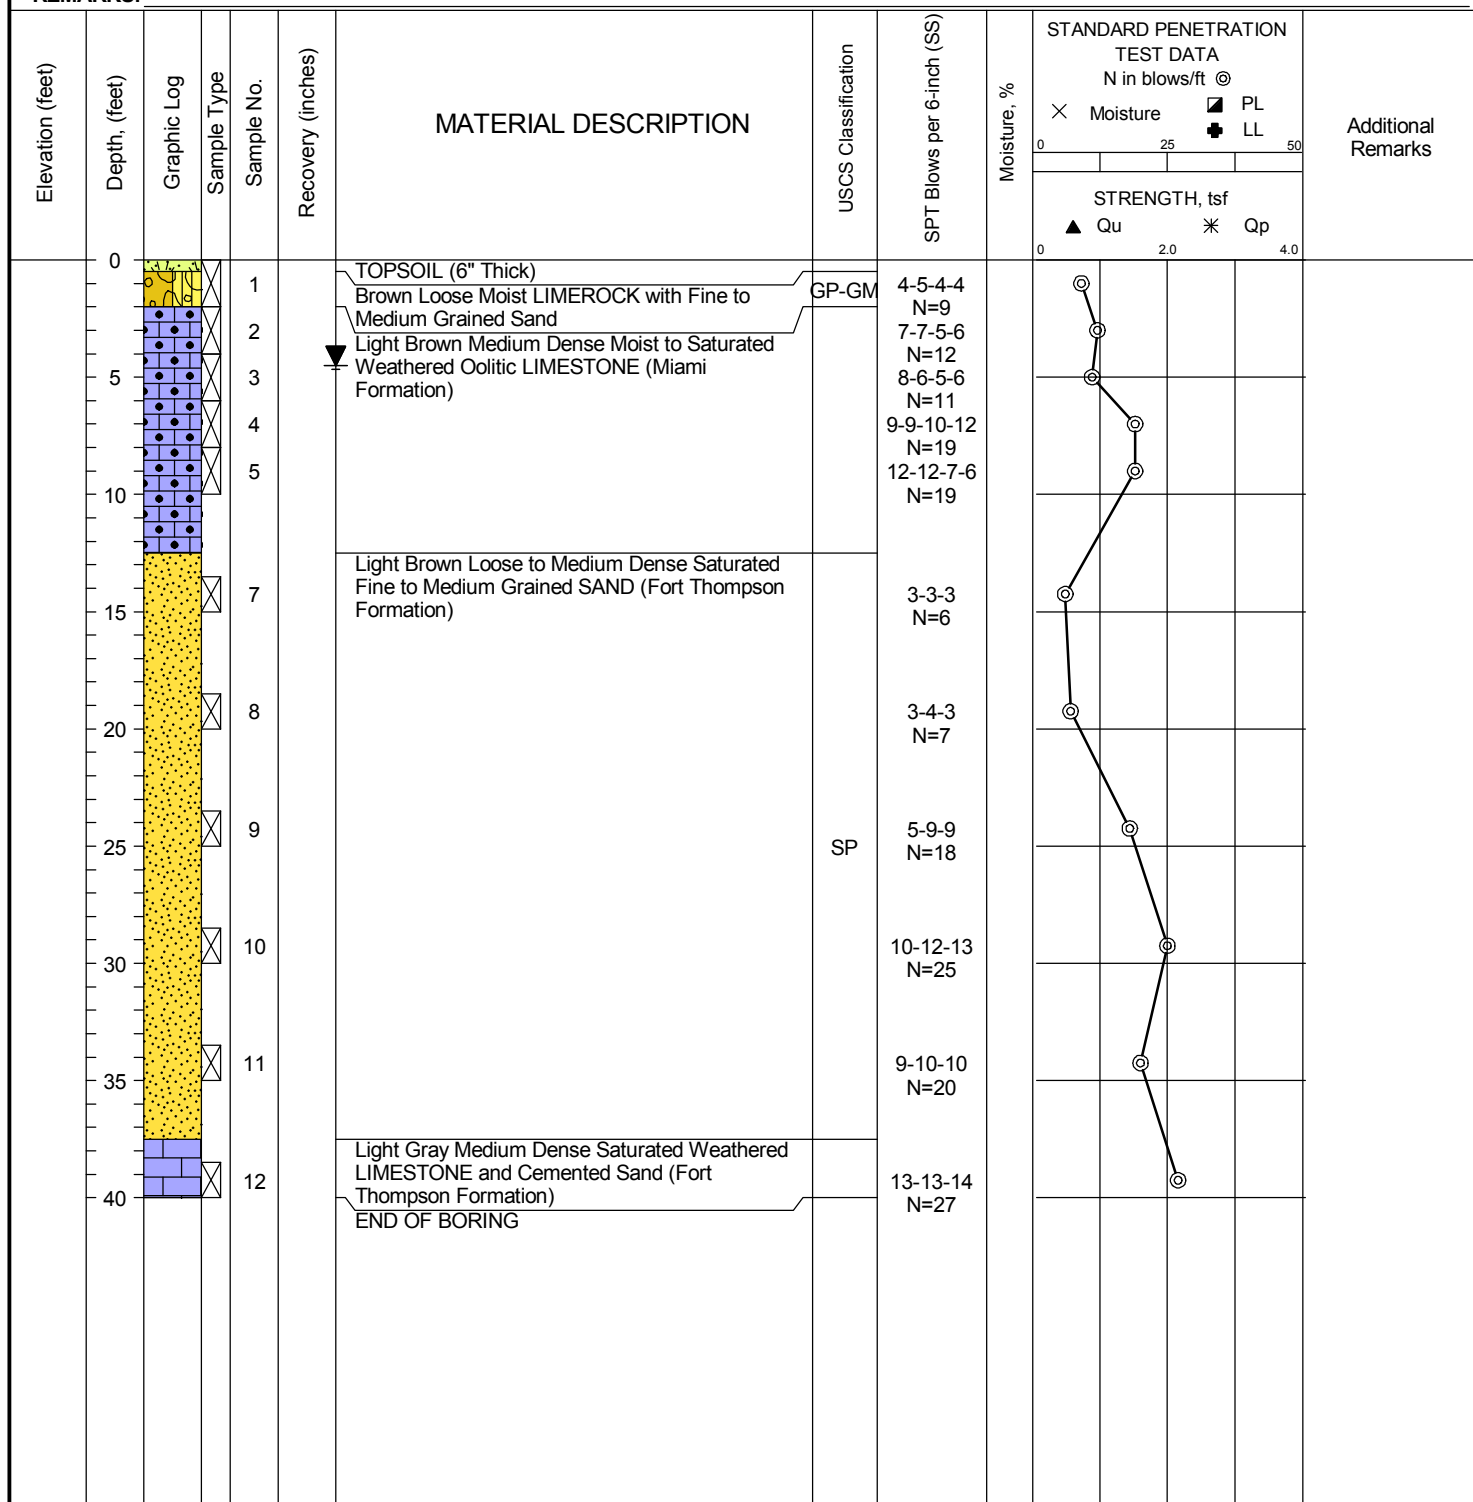 REMARKS:
Elevation (feet)
Depth, (feet)
Graphic Log
Sample Type
Sample No.
Recovery (inches)
MATERIAL DESCRIPTION
USCS Classification
SPT Blows per 6-inch (SS)
Moisture, %
STANDARD PENETRATION
TEST DATA
N in blows/ft
Moisture
PL
LL
0 25 50
STRENGTH, tsf
Qu Qp
0 2.0 4.0
Additional
Remarks
0
TOPSOIL (6" Thick)
1
Brown Loose Moist LIMEROCK with Fine to
Medium Grained Sand
GP-GM
4-5-4-4
N=9
2
7-7-5-6
N=12
Light Brown Medium Dense Moist to Saturated
Weathered Oolitic LIMESTONE (Miami
Formation)
5
3
8-6-5-6
N=11
4
9-9-10-12
N=19
5
12-12-7-6
N=19
10
Light Brown Loose to Medium Dense Saturated
Fine to Medium Grained SAND (Fort Thompson
Formation)
7
3-3-3
N=6
15
8
3-4-3
N=7
20
9
5-9-9
N=18
25
SP
10
10-12-13
N=25
30
11
9-10-10
N=20
35
Light Gray Medium Dense Saturated Weathered
LIMESTONE and Cemented Sand (Fort
Thompson Formation)
12
13-13-14
N=27
40
END OF BORING